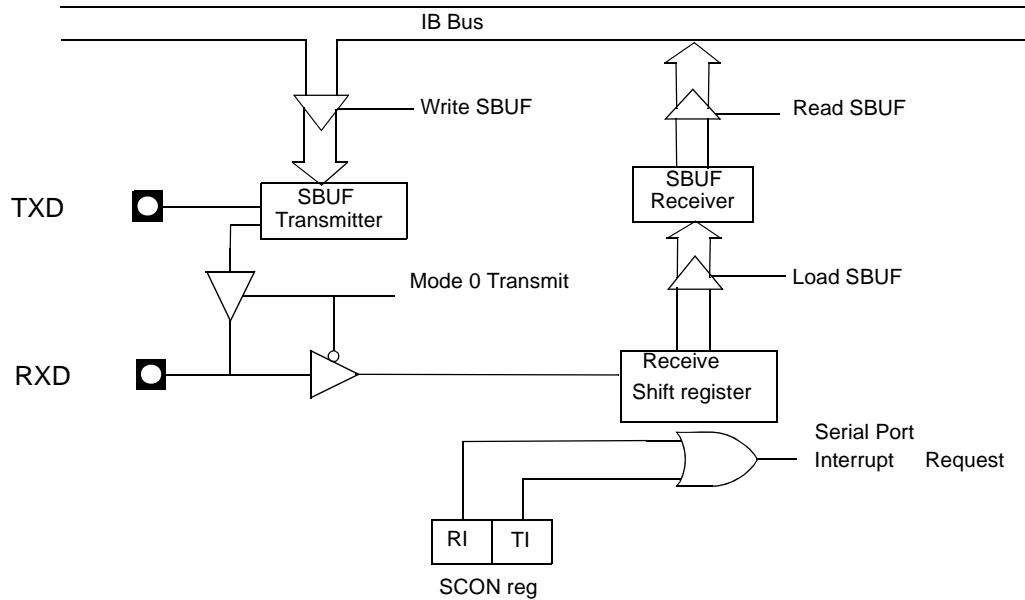 IB Bus
Write SBUF
Read SBUF
SBUF
Transmitter
SBUF
Receiver
TXD
Load SBUF
Mode 0 Transmit
RXD
Receive
Shift register
Serial Port
Interrupt Request
RI TI
SCON reg